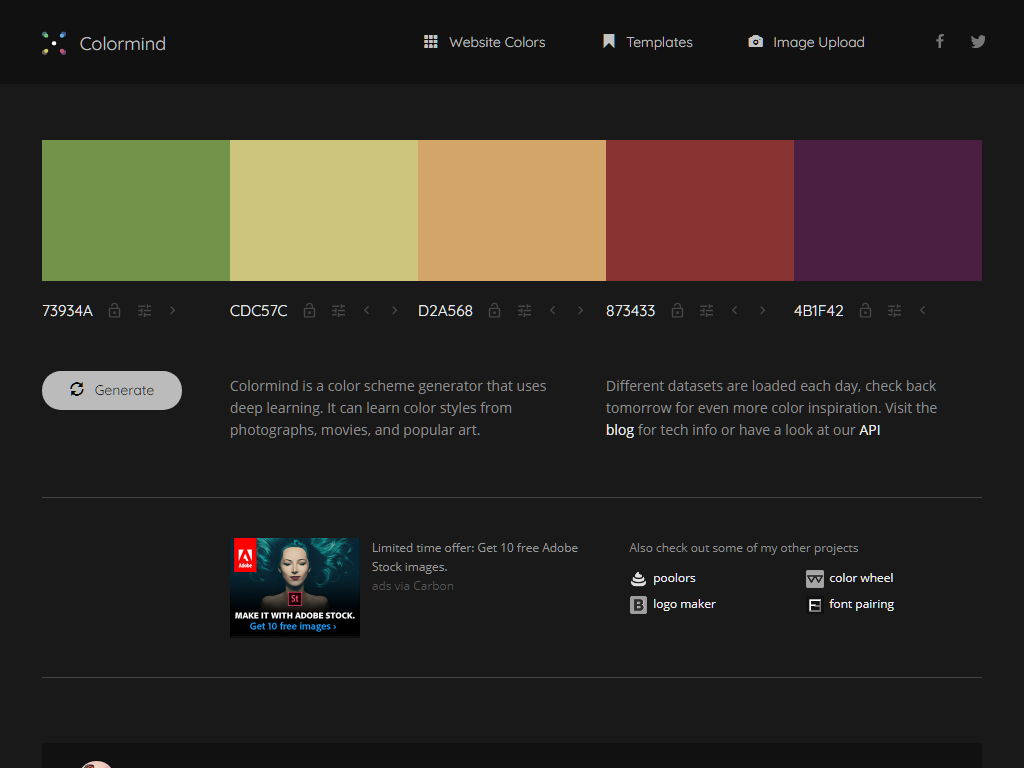 Colormind
Website Colors
Templates
Image Upload
73934A
CDC57C
D2A568
873433
4B1F42
Generate
Colormind is a color scheme generator that uses
deep learning. It can learn color styles from
photographs, movies, and popular art.
Different datasets are loaded each day, check back
tomorrow for even more color inspiration. Visit the
blog for tech info or have a look at our API
Adobe
St
MAKE IT WITH ADOBE STOCK.
Get 10 free images ›
Limited time offer: Get 10 free Adobe
Stock images.
ads via Carbon
Also check out some of my other projects
poolors
color wheel
logo maker
font pairing